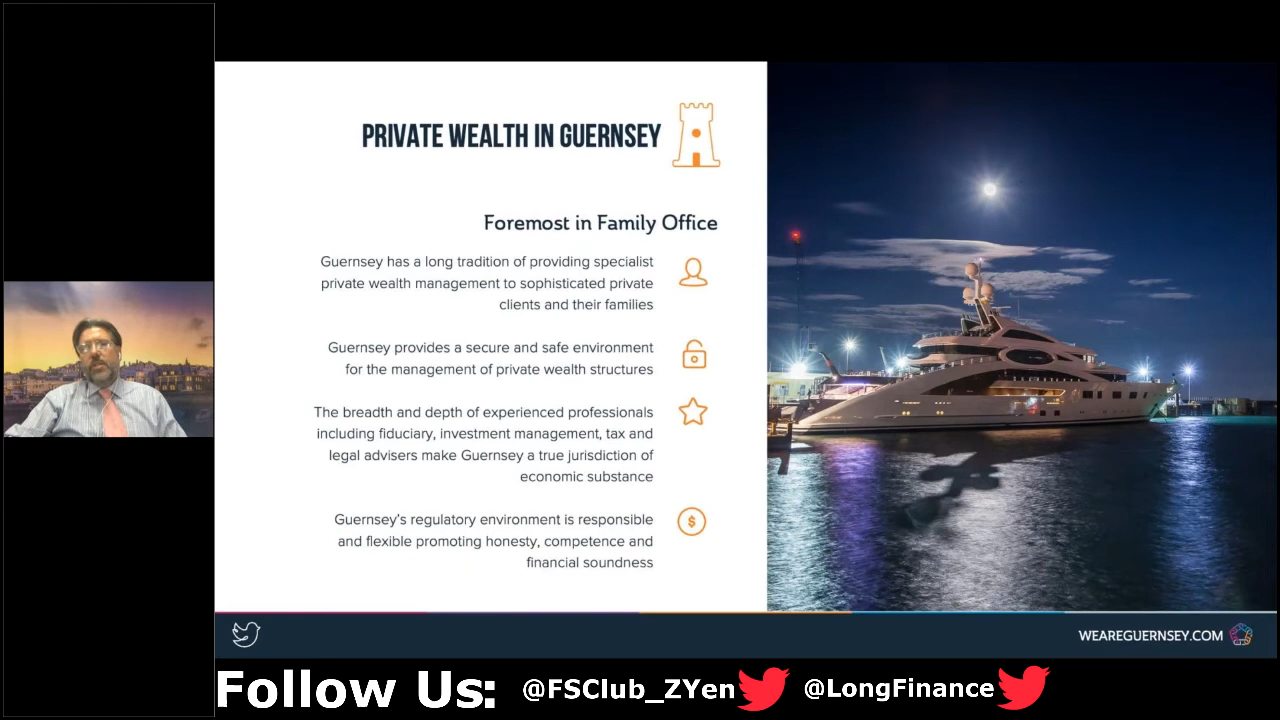 PRIVATE WEALTH IN GUERNSEY
Foremost in Family Office
Guernsey has a long tradition of providing specialist
private wealth management to sophisticated private
clients and their families
Guernsey provides a secure and safe environment
for the management of private wealth structures
The breadth and depth of experienced professionals
including fiduciary, investment management, tax and
legal advisers make Guernsey a true jurisdiction of
economic substance
Guernsey's regulatory environment is responsible
and flexible promoting honesty, competence and
financial soundness
$
WEAREGUERNSEY.COM
Follow Us: @FSClub_ZYen @LongFinance